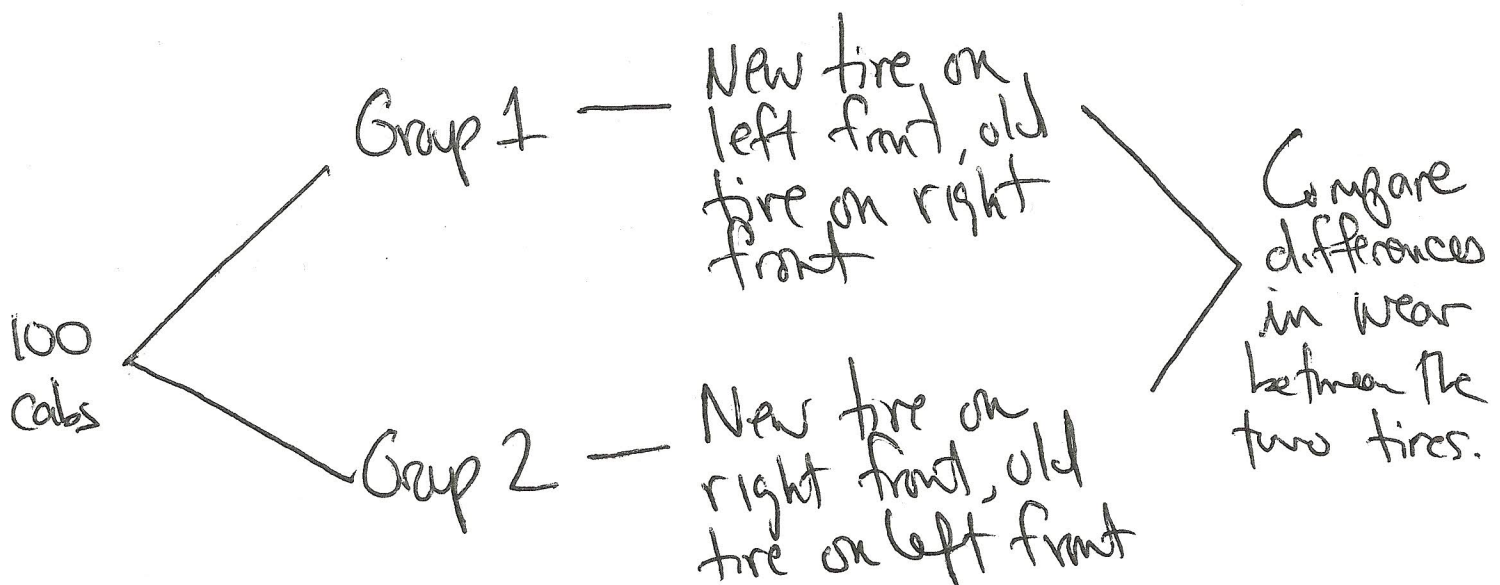 100
cabs
Group 1
New tire on
left front, old
tire on right
front
Group 2
New tire on
right front, old
tire on left front
Compare
differences
in wear
between the
two tires.